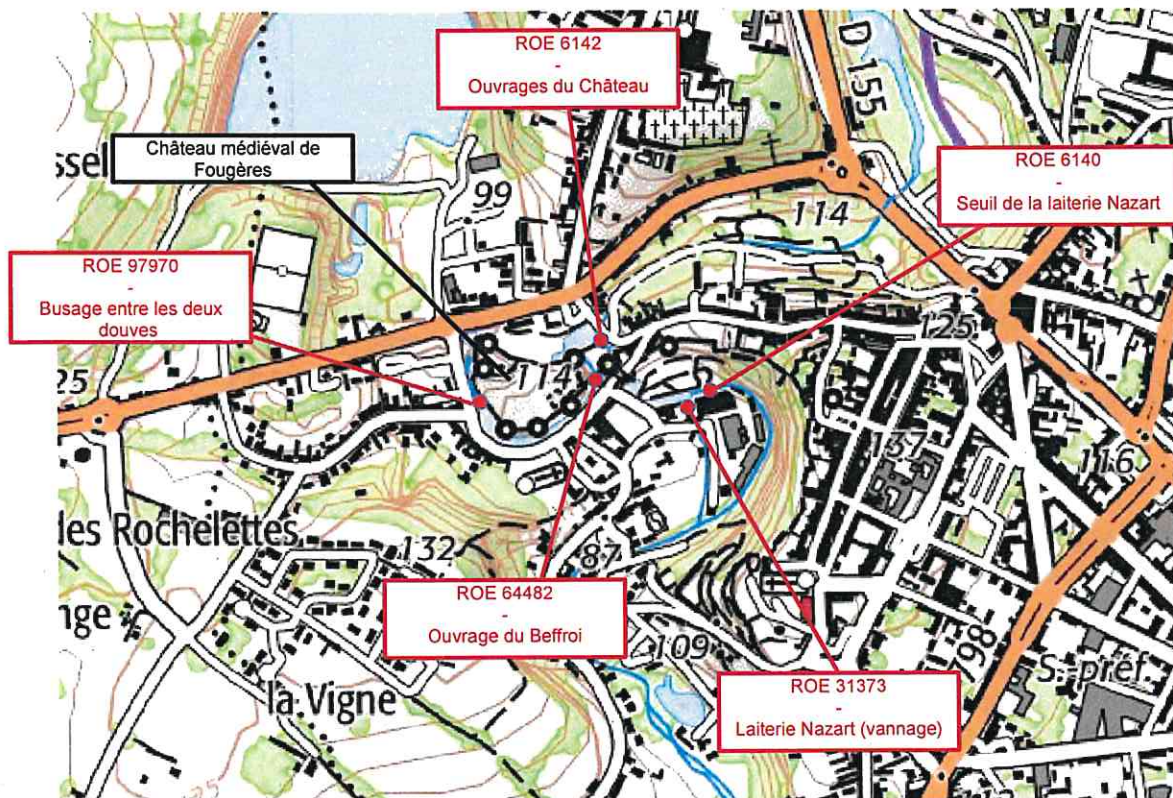 ROE 6142
-
Ouvrages du Château
D 155
Château médiéval de
Fougères
ssel
99
ROE 6140
-
Seuil de la laiterie Nazart
114
ROE 97970
-
Busage entre les deux
douves
125
25
114
137
116
des Rochelettes
132
87
nge
ROE 64482
-
Ouvrage du Beffroi
109
98
S.-préf.
la Vigne
ROE 31373
-
Laiterie Nazart (vannage)